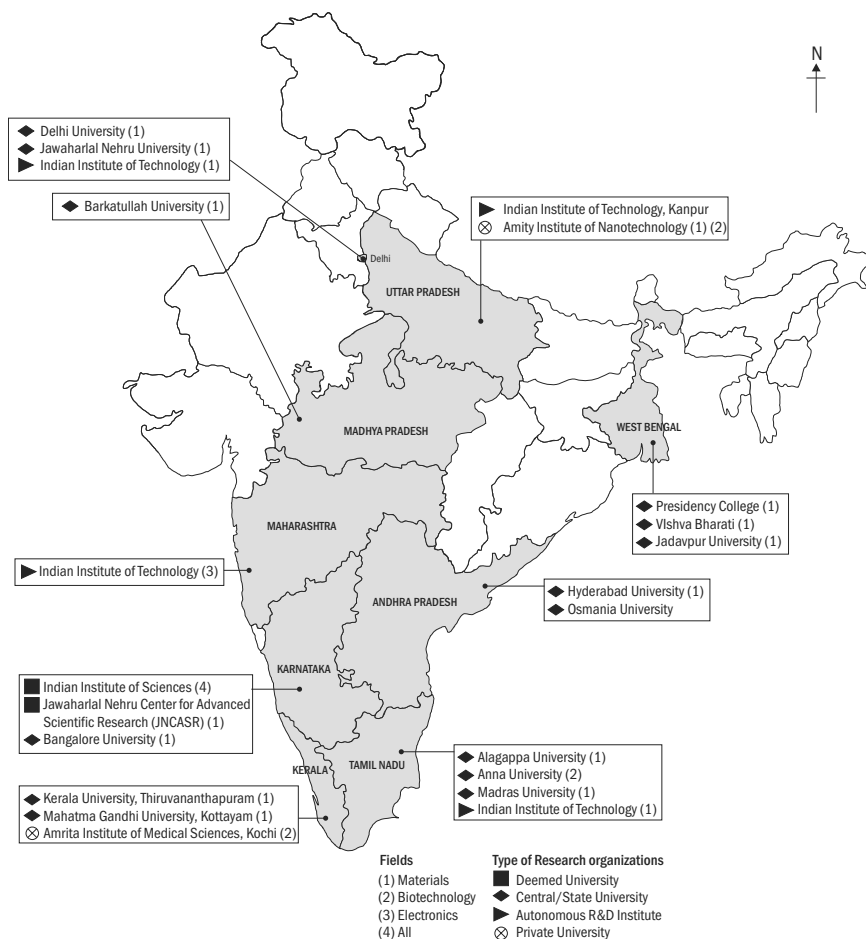 N
Delhi University (1)
Jawaharlal Nehru University (1)
Indian Institute of Technology (1)
Barkatullah University (1)
Indian Institute of Technology, Kanpur
Amity Institute of Nanotechnology (1) (2)
Delhi
UTTAR PRADESH
MADHYA PRADESH
WEST BENGAL
Presidency College (1)
VIshva Bharati (1)
Jadavpur University (1)
MAHARASHTRA
Indian Institute of Technology (3)
ANDHRA PRADESH
Hyderabad University (1)
Osmania University
KARNATAKA
Indian Institute of Sciences (4)
Jawaharlal Nehru Center for Advanced
Scientific Research (JNCASR) (1)
Bangalore University (1)
KERALA
TAMIL NADU
Alagappa University (1)
Anna University (2)
Madras University (1)
Indian Institute of Technology (1)
Kerala University, Thiruvananthapuram (1)
Mahatma Gandhi University, Kottayam (1)
Amrita Institute of Medical Sciences, Kochi (2)
Fields
(1) Materials
(2) Biotechnology
(3) Electronics
(4) All
Type of Research organizations
Deemed University
Central/State University
Autonomous R&D Institute
Private University